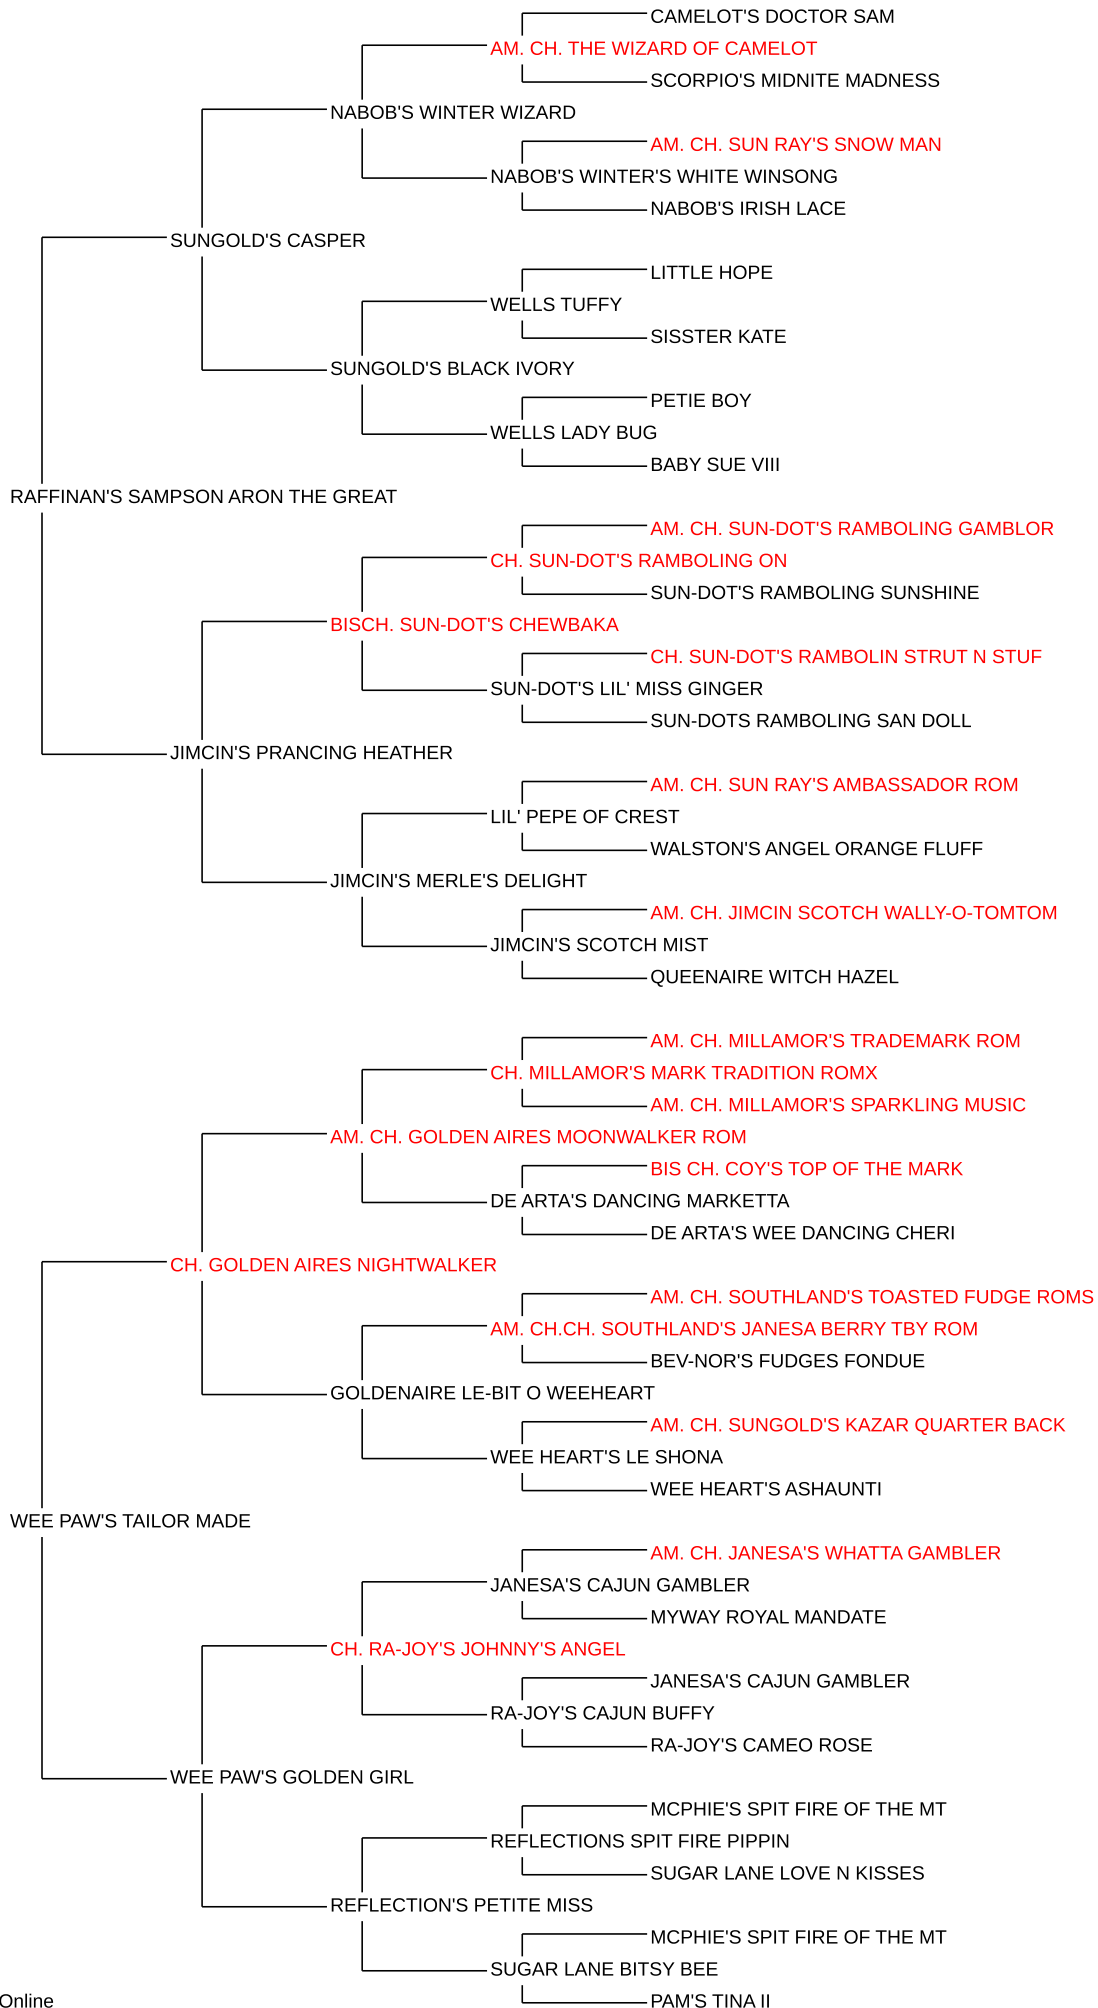 CAMELOT'S DOCTOR SAM
AM. CH. THE WIZARD OF CAMELOT
SCORPIO'S MIDNITE MADNESS
NABOB'S WINTER WIZARD
AM. CH. SUN RAY'S SNOW MAN
NABOB'S WINTER'S WHITE WINSONG
NABOB'S IRISH LACE
SUNGOLD'S CASPER
LITTLE HOPE
WELLS TUFFY
SISSTER KATE
SUNGOLD'S BLACK IVORY
PETIE BOY
WELLS LADY BUG
BABY SUE VIII
RAFFINAN'S SAMPSON ARON THE GREAT
AM. CH. SUN-DOT'S RAMBOLING GAMBLOR
CH. SUN-DOT'S RAMBOLING ON
SUN-DOT'S RAMBOLING SUNSHINE
BISCH. SUN-DOT'S CHEWBAKA
CH. SUN-DOT'S RAMBOLIN STRUT N STUF
SUN-DOT'S LIL' MISS GINGER
SUN-DOTS RAMBOLING SAN DOLL
JIMCIN'S PRANCING HEATHER
AM. CH. SUN RAY'S AMBASSADOR ROM
LIL' PEPE OF CREST
WALSTON'S ANGEL ORANGE FLUFF
JIMCIN'S MERLE'S DELIGHT
AM. CH. JIMCIN SCOTCH WALLY-O-TOMTOM
JIMCIN'S SCOTCH MIST
QUEENAIRE WITCH HAZEL
AM. CH. MILLAMOR'S TRADEMARK ROM
CH. MILLAMOR'S MARK TRADITION ROMX
AM. CH. MILLAMOR'S SPARKLING MUSIC
AM. CH. GOLDEN AIRES MOONWALKER ROM
BIS CH. COY'S TOP OF THE MARK
DE ARTA'S DANCING MARKETTA
DE ARTA'S WEE DANCING CHERI
CH. GOLDEN AIRES NIGHTWALKER
AM. CH. SOUTHLAND'S TOASTED FUDGE ROMS
AM. CH.CH. SOUTHLAND'S JANESA BERRY TBY ROM
BEV-NOR'S FUDGES FONDUE
GOLDENAIRE LE-BIT O WEEHEART
AM. CH. SUNGOLD'S KAZAR QUARTER BACK
WEE HEART'S LE SHONA
WEE HEART'S ASHAUNTI
WEE PAW'S TAILOR MADE
AM. CH. JANESA'S WHATTA GAMBLER
JANESA'S CAJUN GAMBLER
MYWAY ROYAL MANDATE
CH. RA-JOY'S JOHNNY'S ANGEL
JANESA'S CAJUN GAMBLER
RA-JOY'S CAJUN BUFFY
RA-JOY'S CAMEO ROSE
WEE PAW'S GOLDEN GIRL
MCPHIE'S SPIT FIRE OF THE MT
REFLECTIONS SPIT FIRE PIPPIN
SUGAR LANE LOVE N KISSES
REFLECTION'S PETITE MISS
MCPHIE'S SPIT FIRE OF THE MT
SUGAR LANE BITSY BEE
PAM'S TINA II
Online